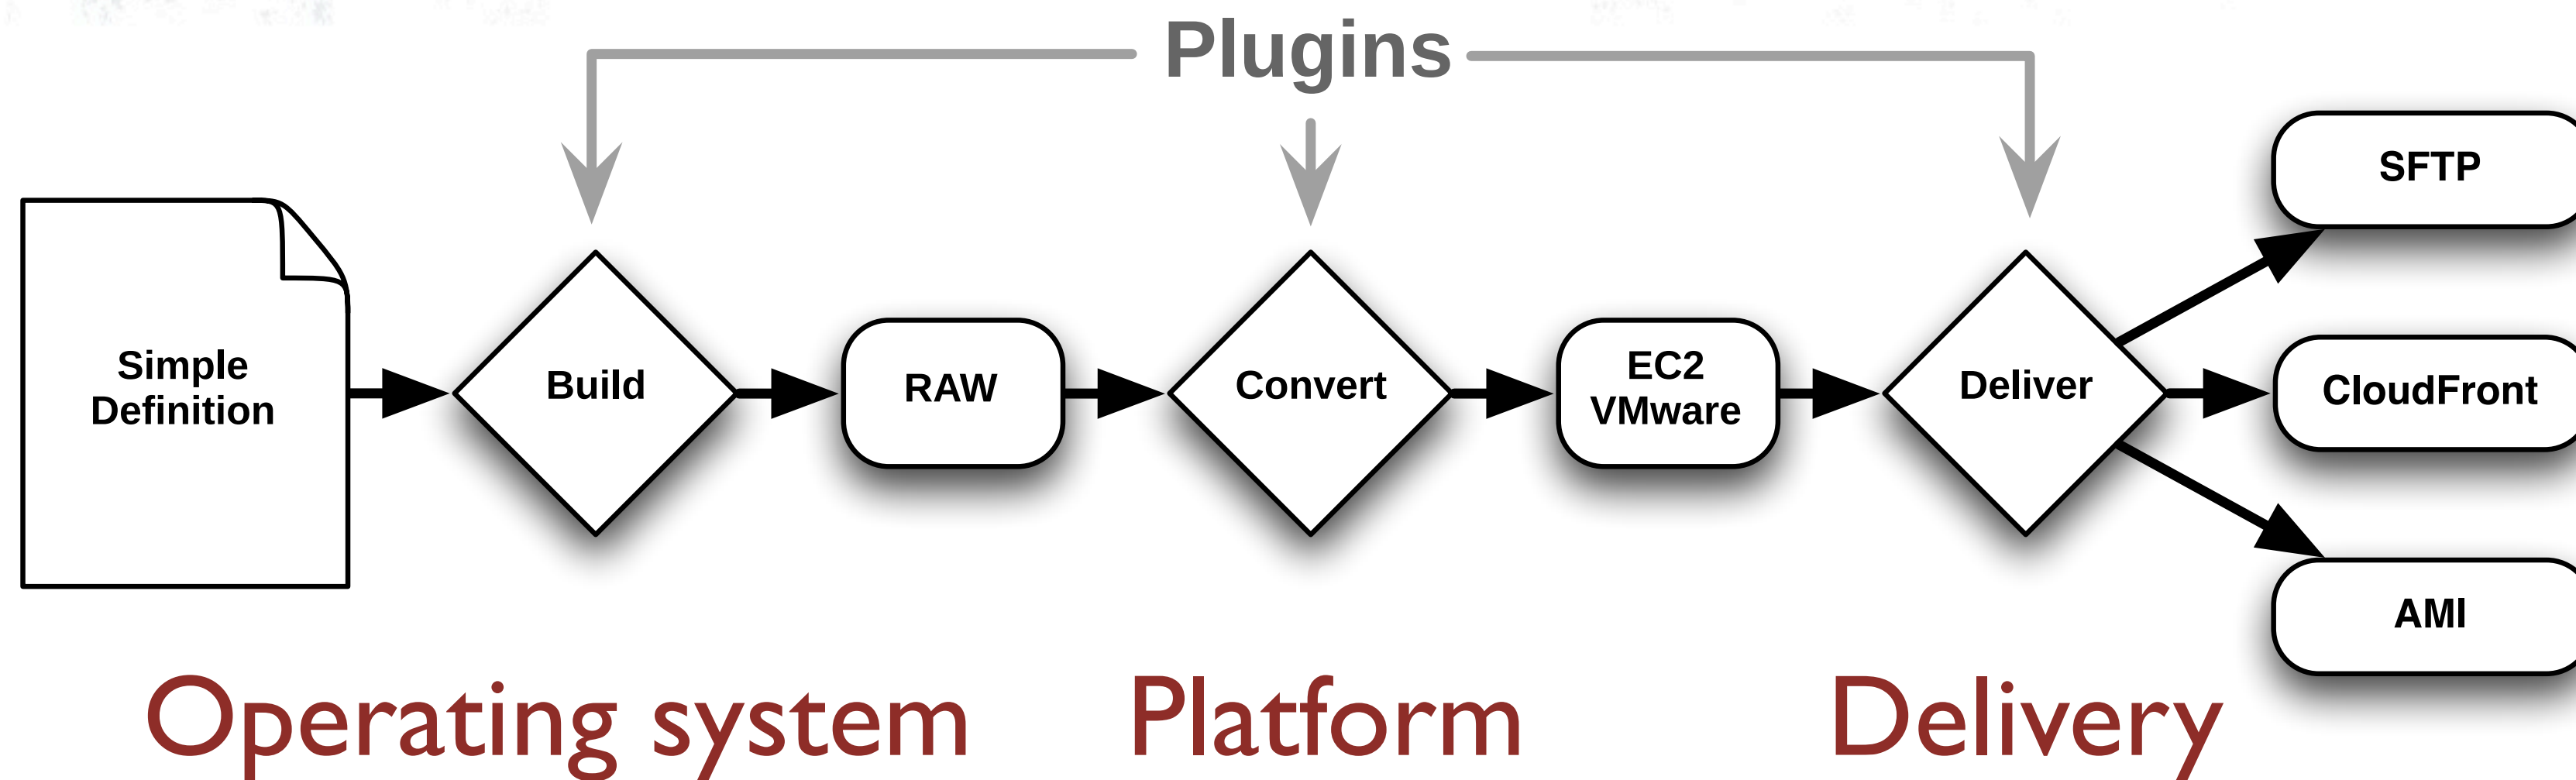 Plugins
SFTP
Simple
Definition
Build
RAW
Convert
EC2
VMware
Deliver
CloudFront
AMI
Operating system
Platform
Delivery